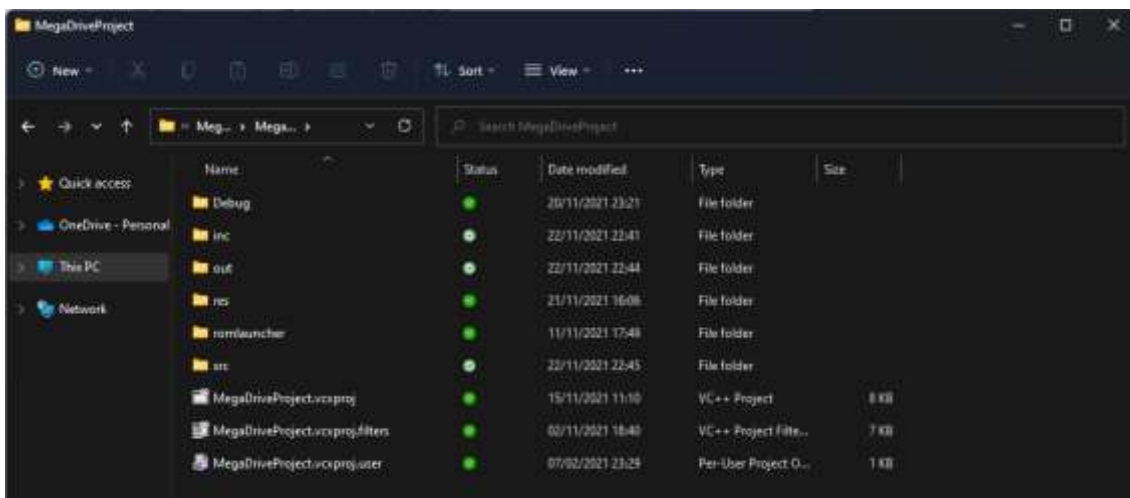 MegaDriveProject
New
Sort
View
Meg... Mega...
Search MegaDriveProject
Name Status Date modified Type Size
Quick access
OneDrive - Personal
This PC
Network
Debug 20/11/2021 23:21 File folder
inc 22/11/2021 22:41 File folder
out 22/11/2021 22:44 File folder
res 21/11/2021 16:06 File folder
romlauncher 11/11/2021 17:48 File folder
src 22/11/2021 22:45 File folder
MegaDriveProject.vcxproj 15/11/2021 11:10 VC++ Project 8 KB
MegaDriveProject.vcxproj.filters 02/11/2021 18:40 VC++ Project Filte... 7 KB
MegaDriveProject.vcxproj.user 07/02/2021 23:29 Per-User Project O... 1 KB